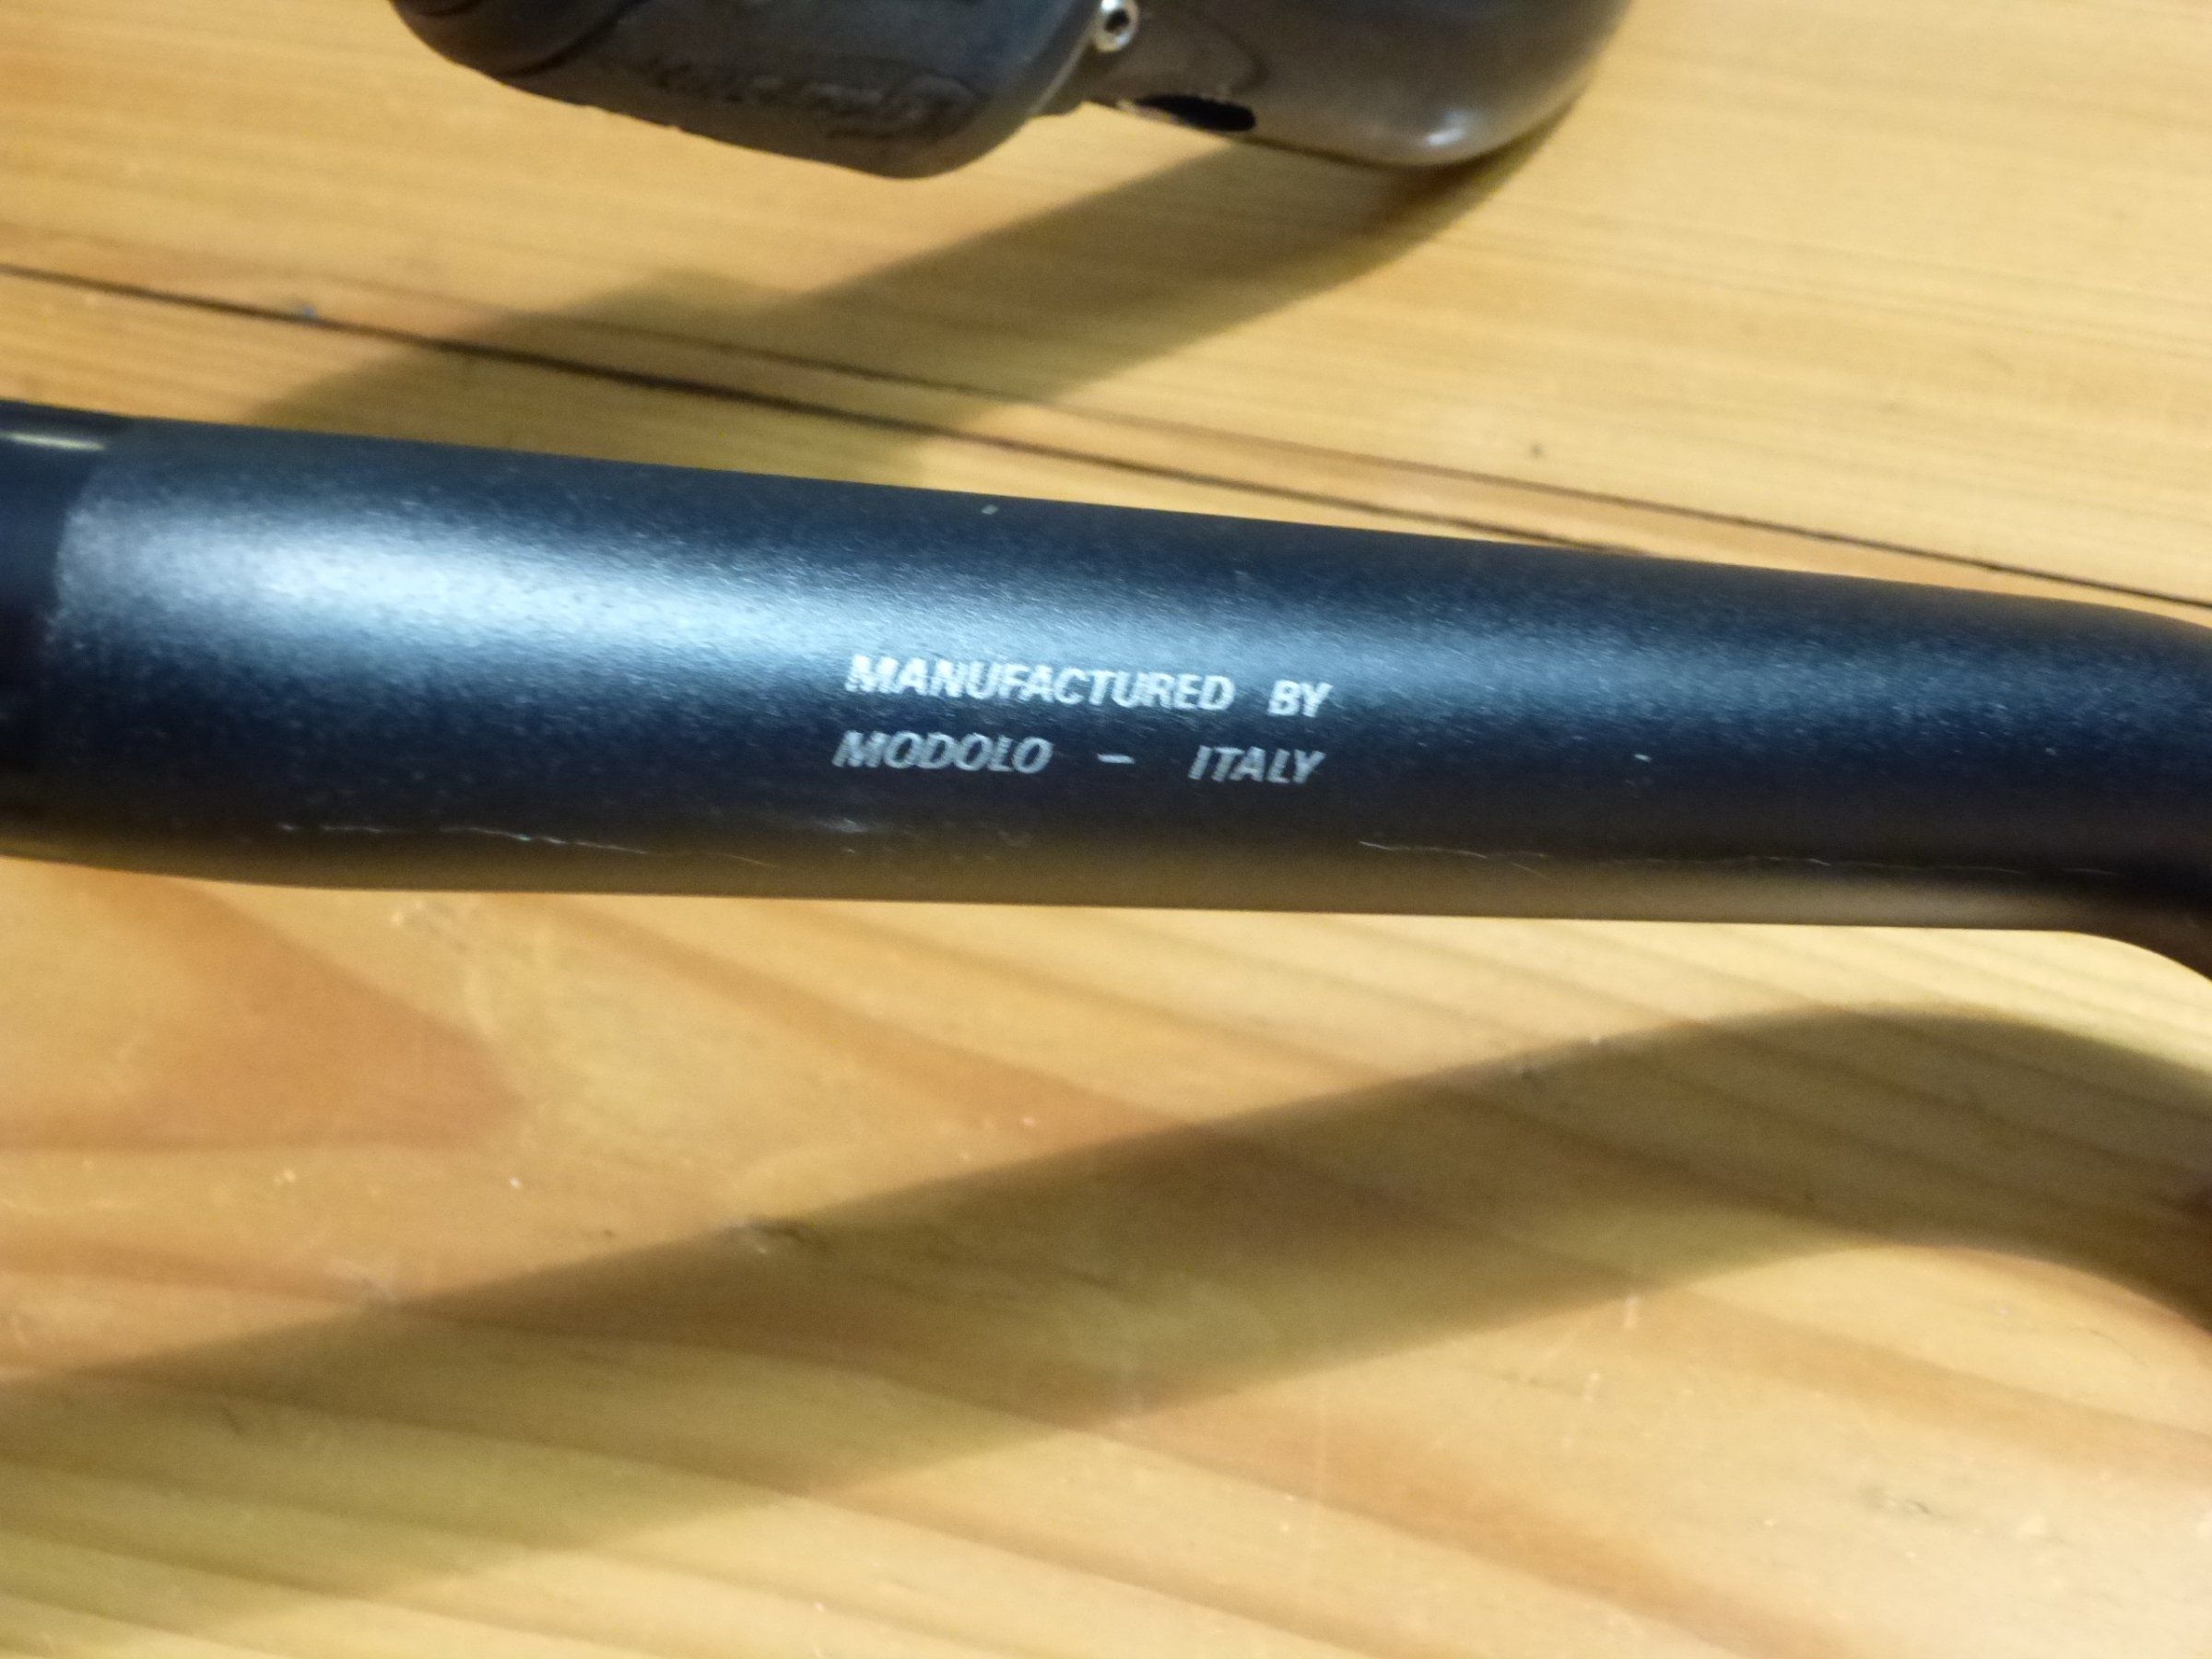 MANUFACTURED BY
MODOLO - ITALY